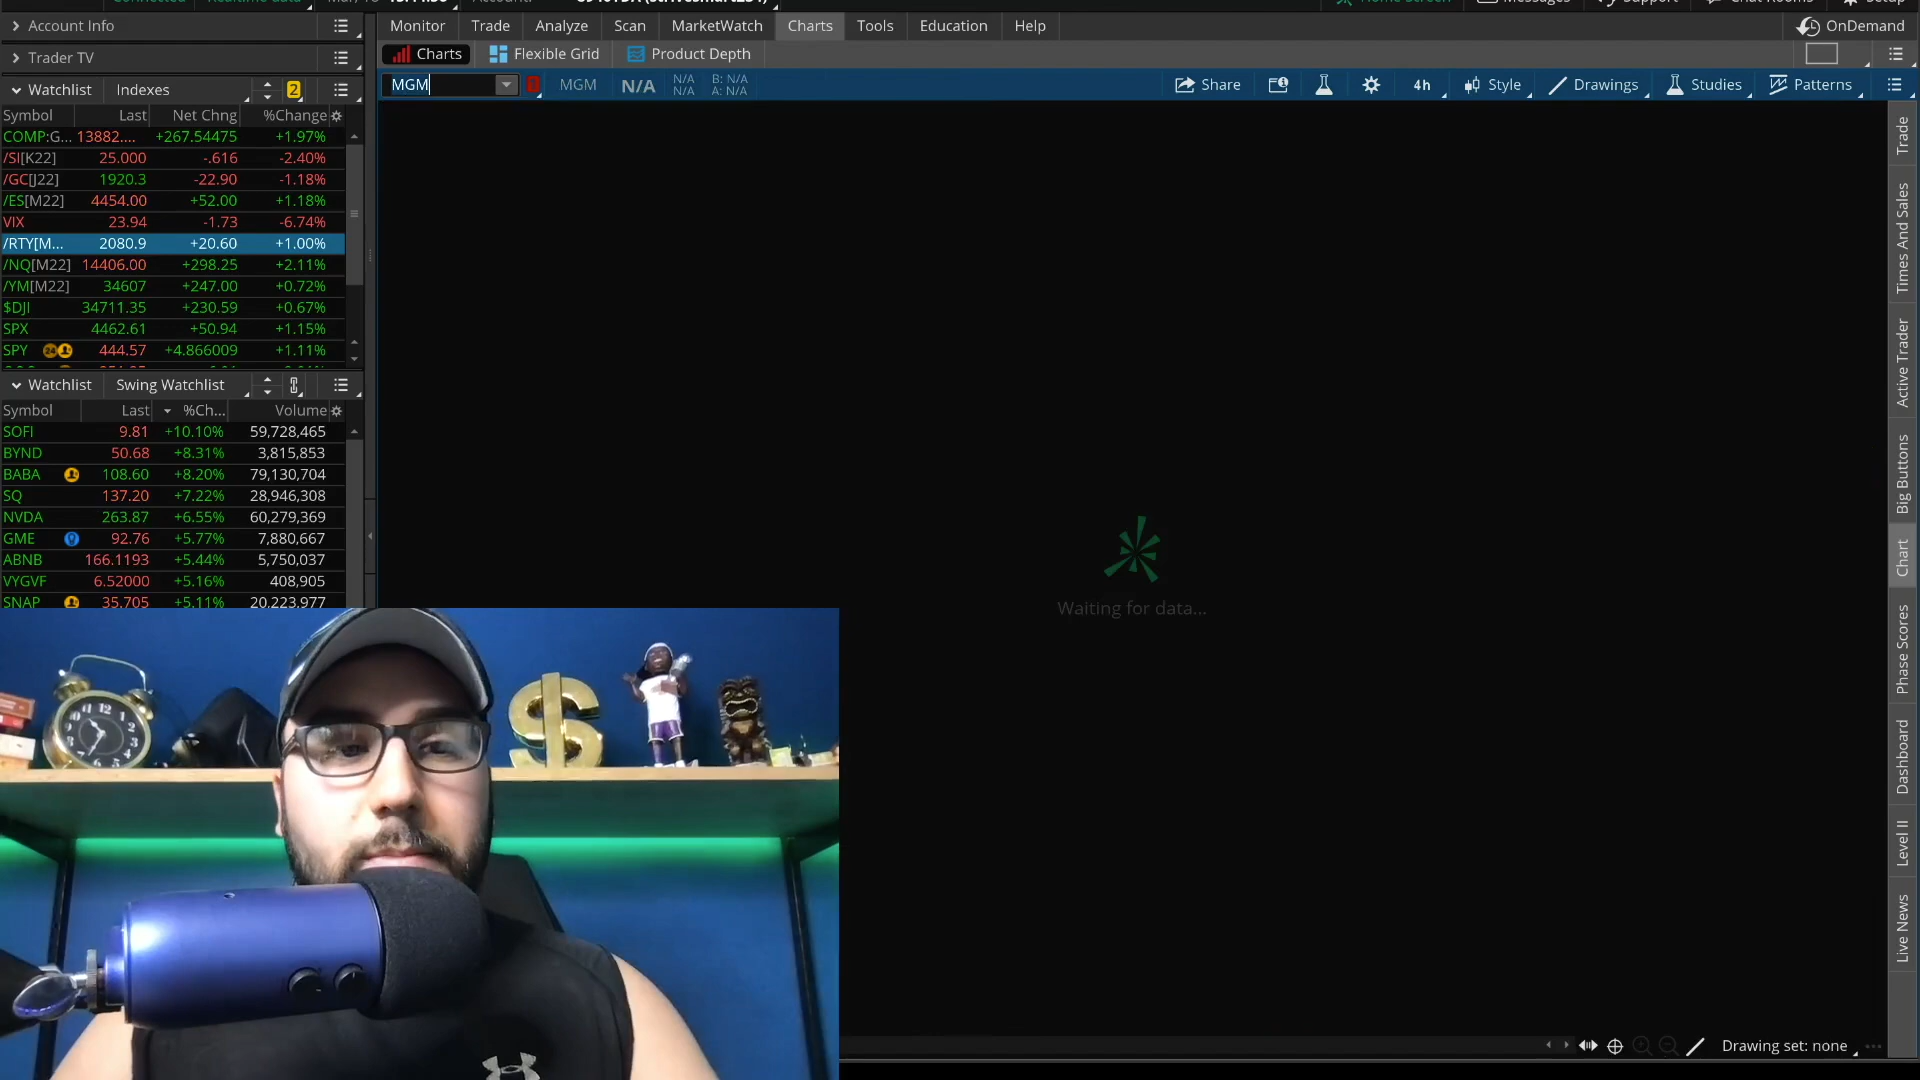 Account Info
Monitor Trade Analyze Scan MarketWatch Charts Tools Education Help
OnDemand
Trader TV
Charts Flexible Grid Product Depth
Watchlist Indexes 2
MGM MGM N/A N/A N/A B: N/A A: N/A
Share 4h Style Drawings Studies Patterns
Symbol Last Net Chng %Change
COMP:G... 13882.... +267.54475 +1.97%
/SI[K22] 25.000 -.616 -2.40%
/GC[J22] 1920.3 -22.90 -1.18%
/ES[M22] 4454.00 +52.00 +1.18%
VIX 23.94 -1.73 -6.74%
/RTY[M... 2080.9 +20.60 +1.00%
/NQ[M22] 14406.00 +298.25 +2.11%
/YM[M22] 34607 +247.00 +0.72%
$DJI 34711.35 +230.59 +0.67%
SPX 4462.61 +50.94 +1.15%
SPY 24 444.57 +4.866009 +1.11%
Watchlist Swing Watchlist
Symbol Last %Ch... Volume
SOFI 9.81 +10.10% 59,728,465
BYND 50.68 +8.31% 3,815,853
BABA 108.60 +8.20% 79,130,704
SQ 137.20 +7.22% 28,946,308
NVDA 263.87 +6.55% 60,279,369
GME 92.76 +5.77% 7,880,667
ABNB 166.1193 +5.44% 5,750,037
VYGVF 6.52000 +5.16% 408,905
SNAP 35.705 +5.11% 20,223,977
Waiting for data...
Trade
Times And Sales
Active Trader
Big Buttons
Chart
Phase Scores
Dashboard
Level II
Live News
Drawing set: none